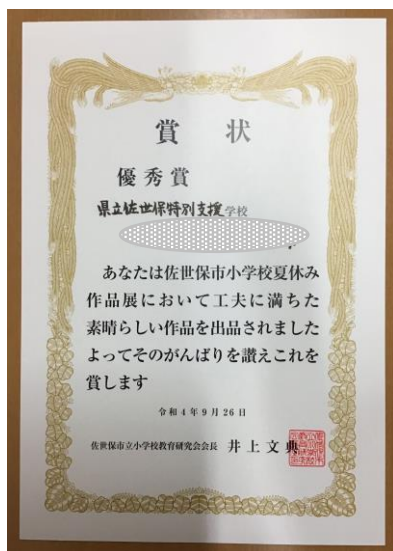 賞状
優秀賞
県立佐世保特別支援学校
あなたは佐世保市小学校夏休み
作品展において工夫に満ちた
素晴らしい作品を出品されました
よってそのがんばりを讃えこれを
賞します
令和4年9月26日
佐世保市立小学校教育研究会会長 井上文典